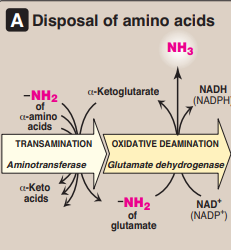 A Disposal of amino acids
NH3
–NH2
of
α-amino
acids
α-Ketoglutarate
NADH
(NADPH)
TRANSAMINATION
Aminotransferase
OXIDATIVE DEAMINATION
Glutamate dehydrogenase
α-Keto
acids
–NH2
of
glutamate
NAD+
(NADP+)